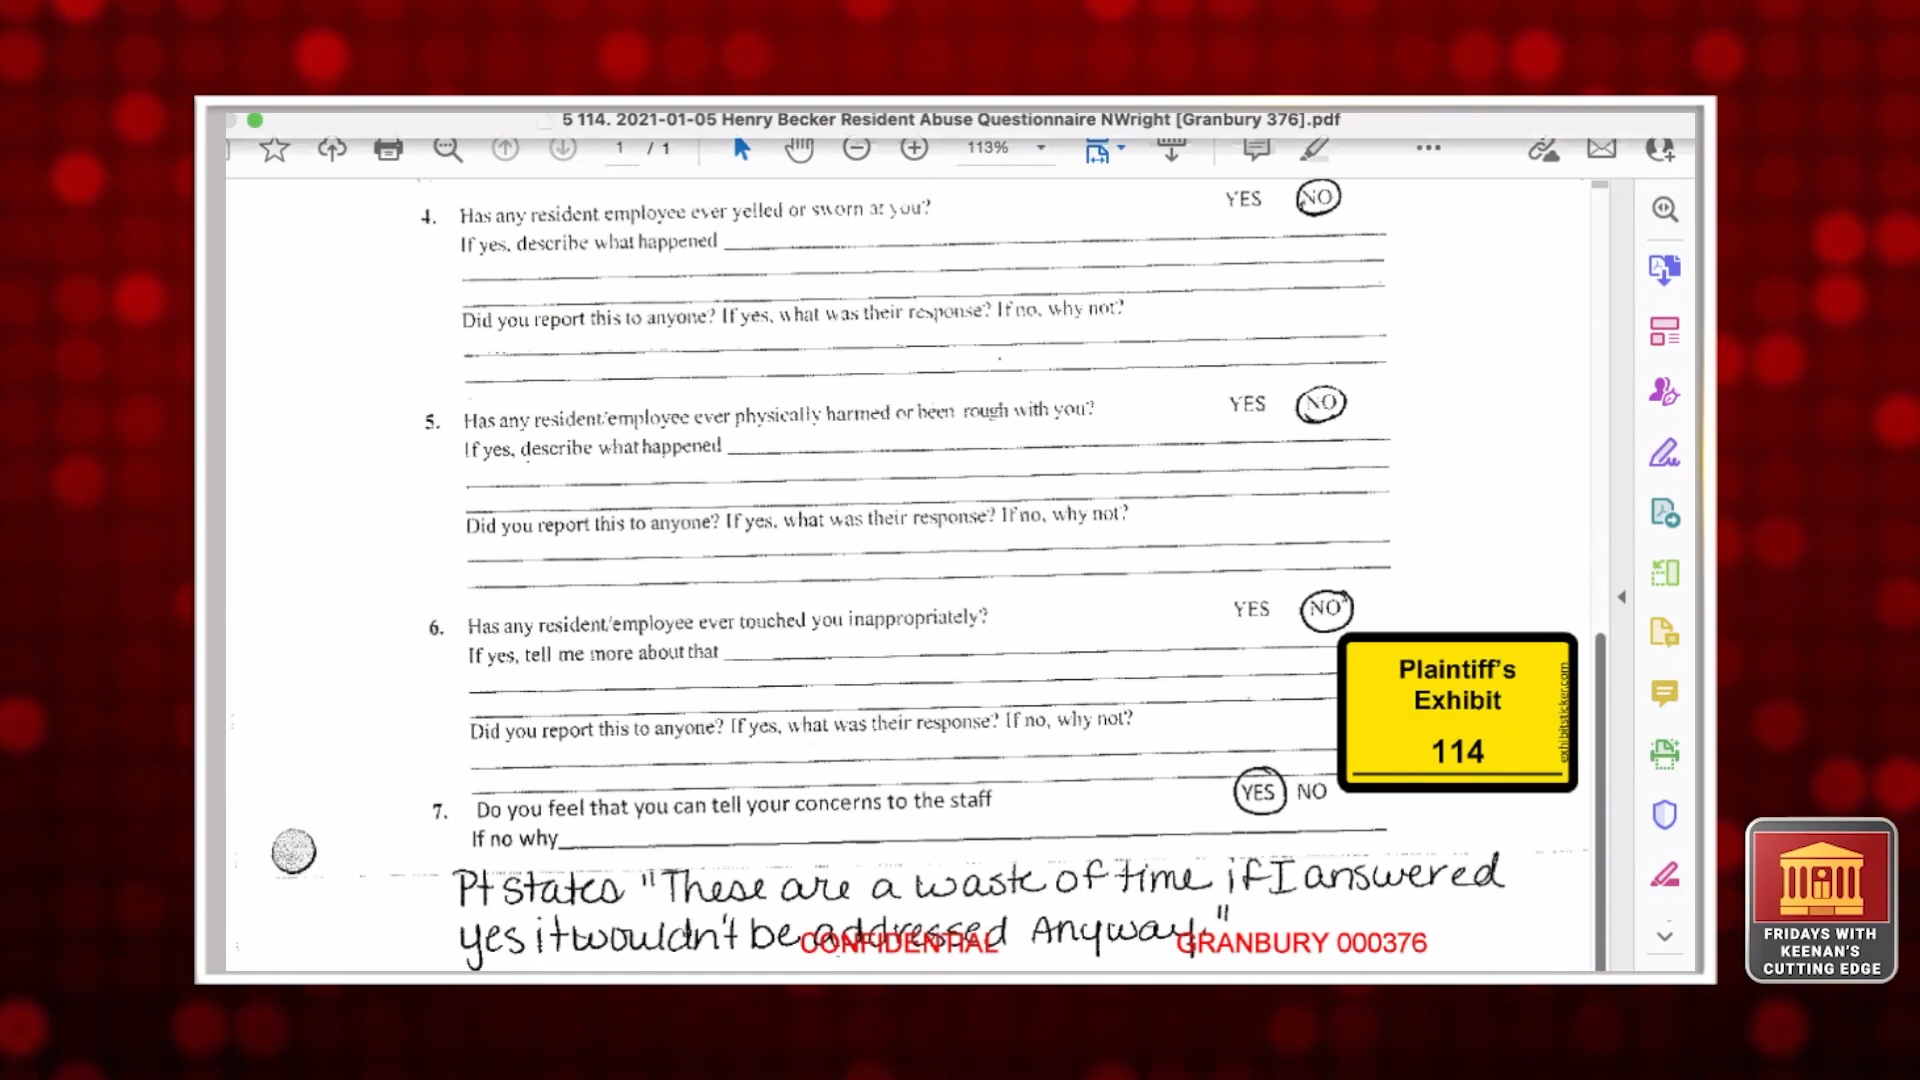 5 114. 2021-01-05 Henry Becker Resident Abuse Questionnaire NWright [Granbury 376].pdf
1 / 1
113%
4. Has any resident employee ever yelled or sworn at you? YES NO
If yes, describe what happened
Did you report this to anyone? If yes, what was their response? If no, why not?
5. Has any resident/employee ever physically harmed or been rough with you? YES NO
If yes, describe what happened
Did you report this to anyone? If yes, what was their response? If no, why not?
6. Has any resident/employee ever touched you inappropriately? YES NO
If yes, tell me more about that
Did you report this to anyone? If yes, what was their response? If no, why not?
Plaintiff's
Exhibit
114
exhibitsticker.com
7. Do you feel that you can tell your concerns to the staff YES NO
If no why
Pt states "These are a waste of time if I answered
yes it wouldn't be addressed Anyway."
CONFIDENTIAL GRANBURY 000376
FRIDAYS WITH
KEENAN'S
CUTTING EDGE